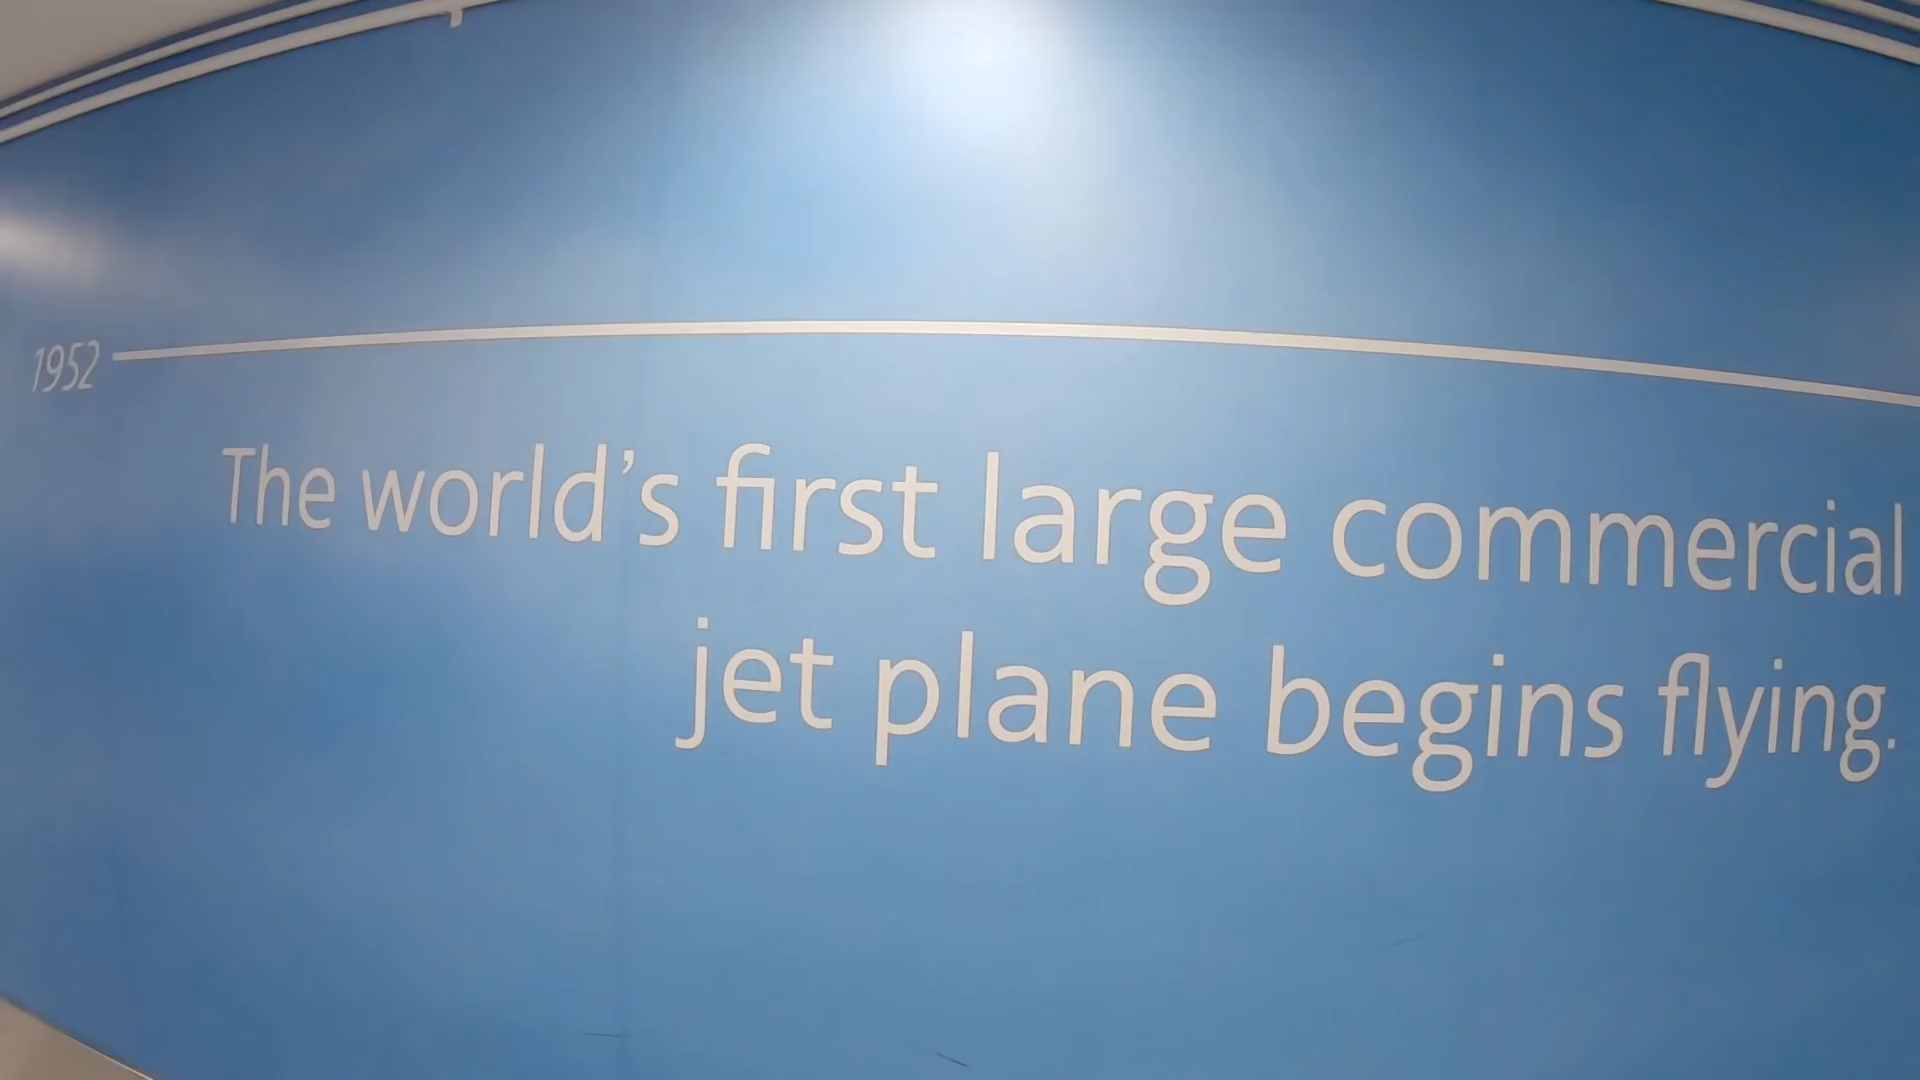 1952
The world’s first large commercial
jet plane begins flying.